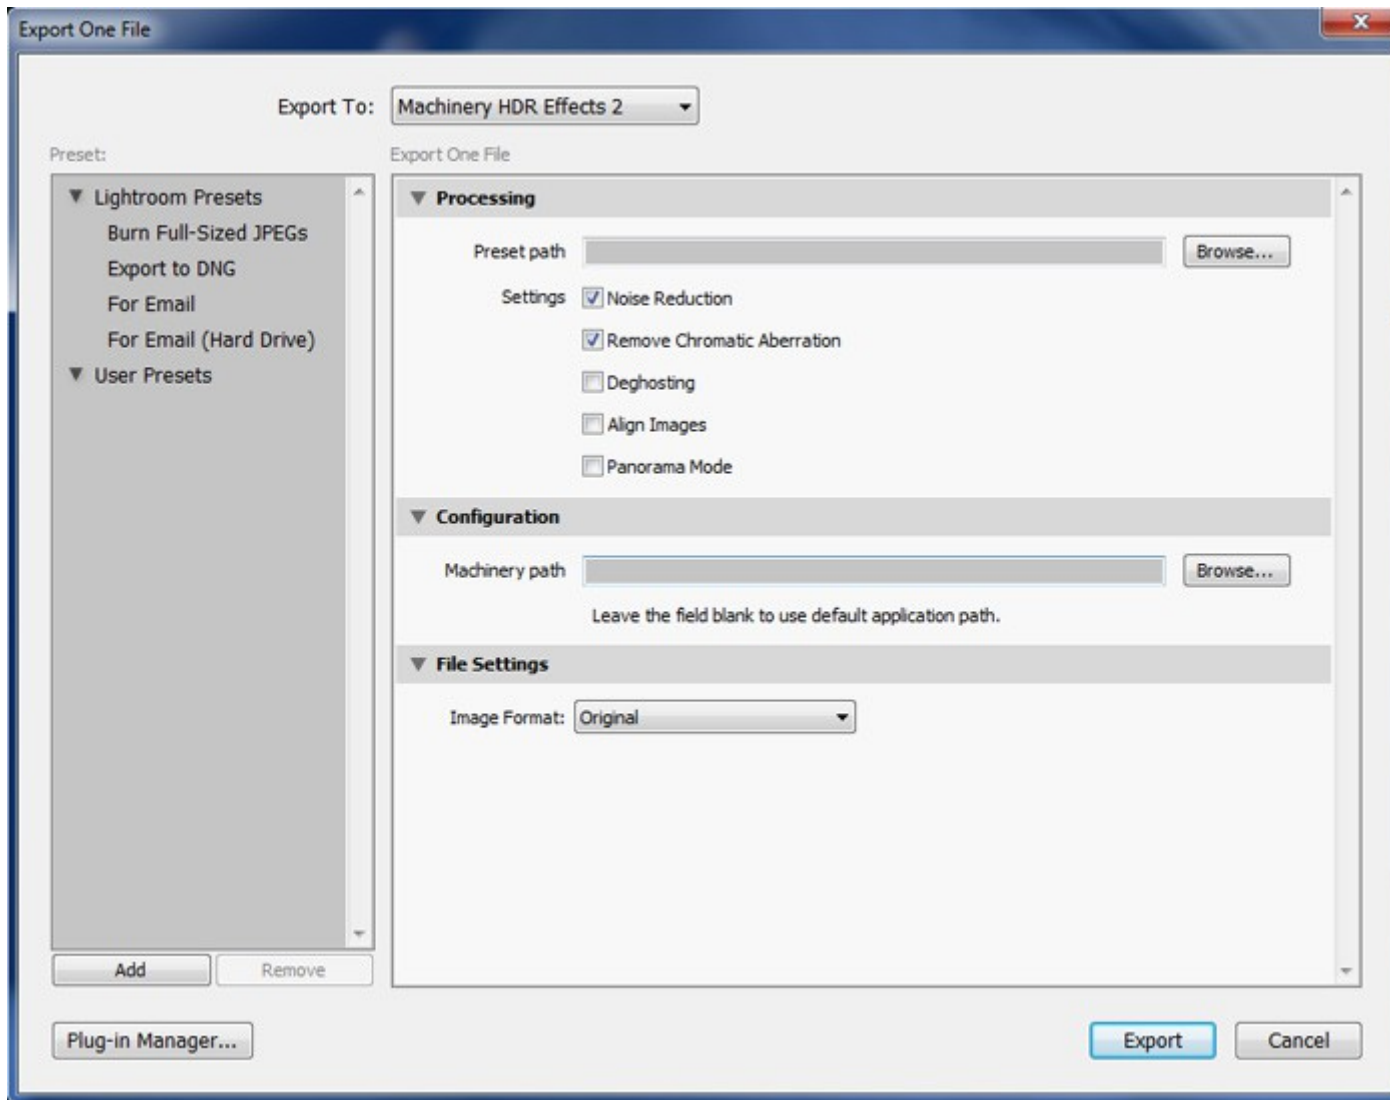 Export One File
Export To: Machinery HDR Effects 2
Preset:
Export One File
Lightroom Presets
Burn Full-Sized JPEGs
Export to DNG
For Email
For Email (Hard Drive)
User Presets
Add
Remove
Processing
Preset path
Browse...
Settings
Noise Reduction
Remove Chromatic Aberration
Deghosting
Align Images
Panorama Mode
Configuration
Machinery path
Browse...
Leave the field blank to use default application path.
File Settings
Image Format: Original
Plug-in Manager...
Export
Cancel